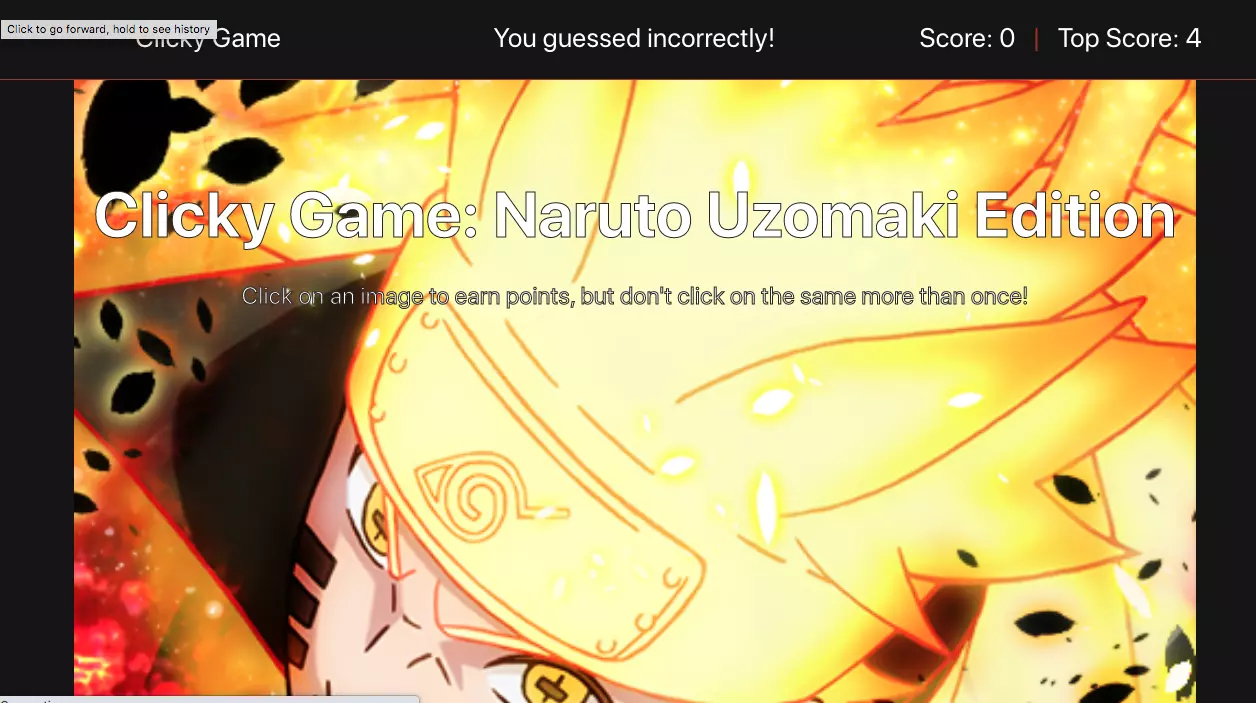 Click to go forward, hold to see history
Clicky Game
You guessed incorrectly!
Score: 0 | Top Score: 4
Clicky Game: Naruto Uzomaki Edition
Click on an image to earn points, but don't click on the same more than once!